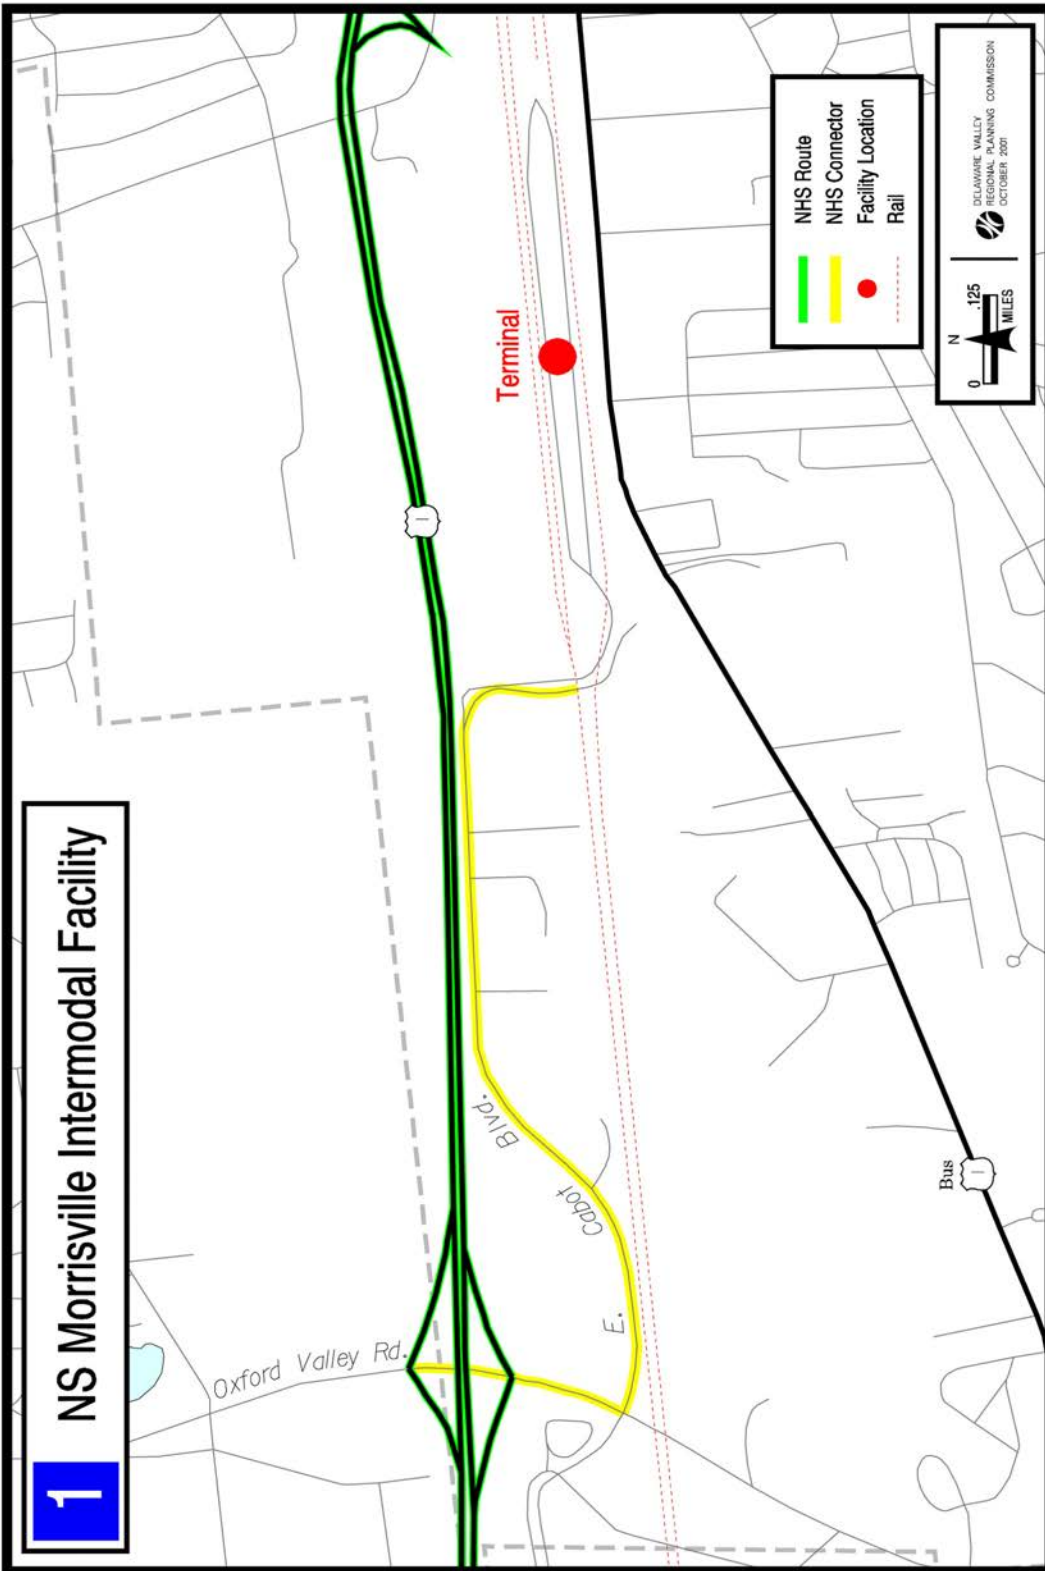 1
NS Morrisville Intermodal Facility
Oxford Valley Rd.
E.
Cabot
Blvd.
1
Terminal
Bus
1
NHS Route
NHS Connector
Facility Location
Rail
0
N
.125
MILES
DELAWARE VALLEY
REGIONAL PLANNING COMMISSION
OCTOBER 2001